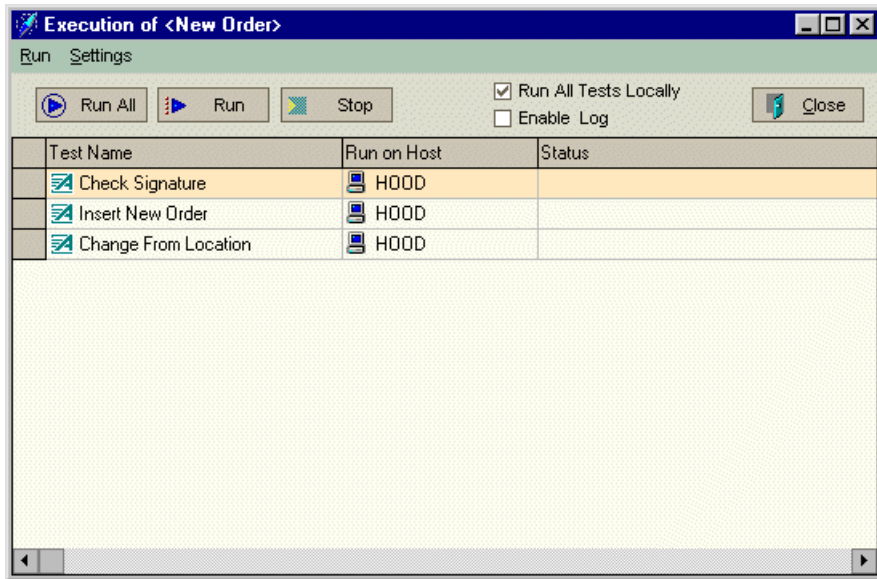 Execution of <New Order>
Run Settings
Run All Run Stop Run All Tests Locally Close
Enable Log
Test Name Run on Host Status
Check Signature HOOD
Insert New Order HOOD
Change From Location HOOD